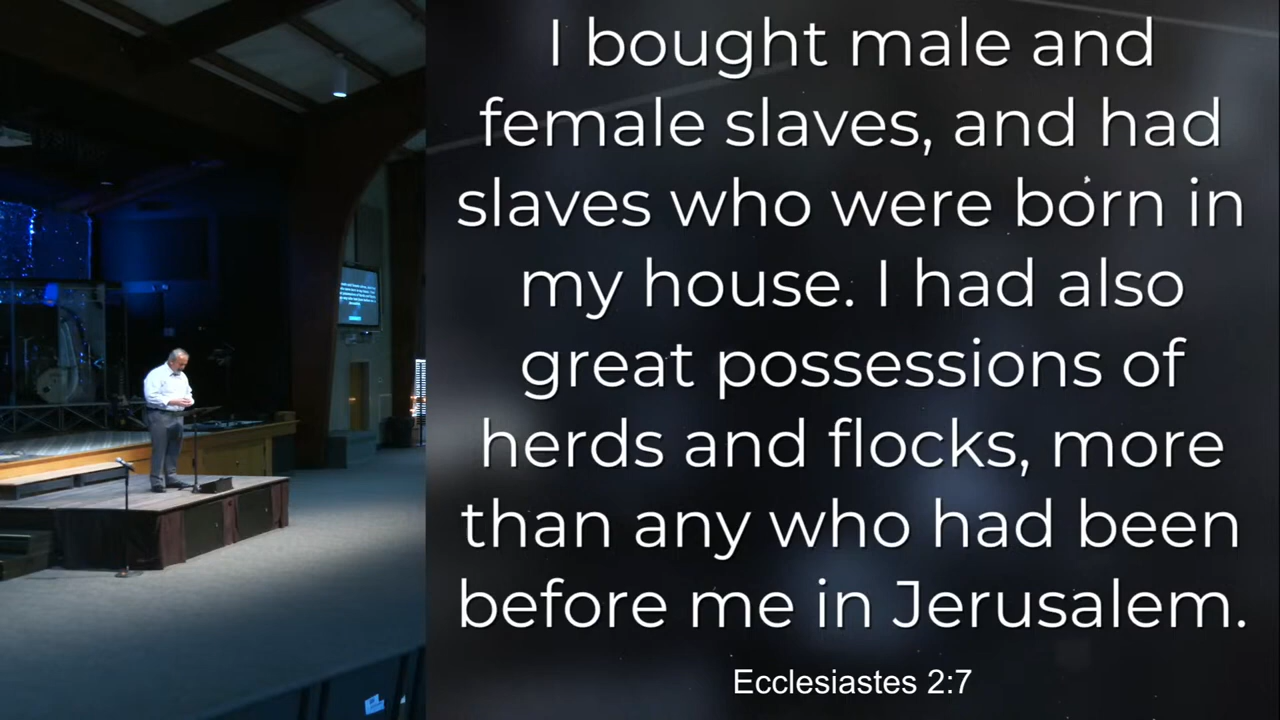 I bought male and
female slaves, and had
slaves who were born in
my house. I had also
great possessions of
herds and flocks, more
than any who had been
before me in Jerusalem.
Ecclesiastes 2:7